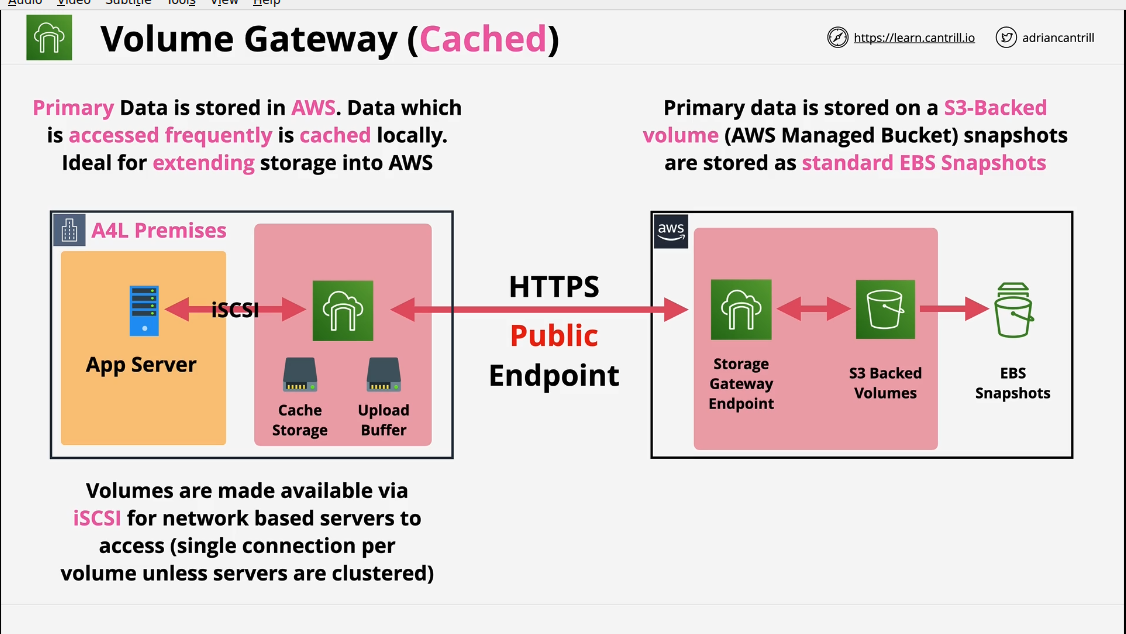 Audio Video Subtitle Tools View Help
Volume Gateway (Cached)
https://learn.cantrill.io
adriancantrill
Primary Data is stored in AWS. Data which
is accessed frequently is cached locally.
Ideal for extending storage into AWS
Primary data is stored on a S3-Backed
volume (AWS Managed Bucket) snapshots
are stored as standard EBS Snapshots
A4L Premises
iSCSI
App Server
Cache
Storage
Upload
Buffer
HTTPS
Public
Endpoint
aws
Storage
Gateway
Endpoint
S3 Backed
Volumes
EBS
Snapshots
Volumes are made available via
iSCSI for network based servers to
access (single connection per
volume unless servers are clustered)